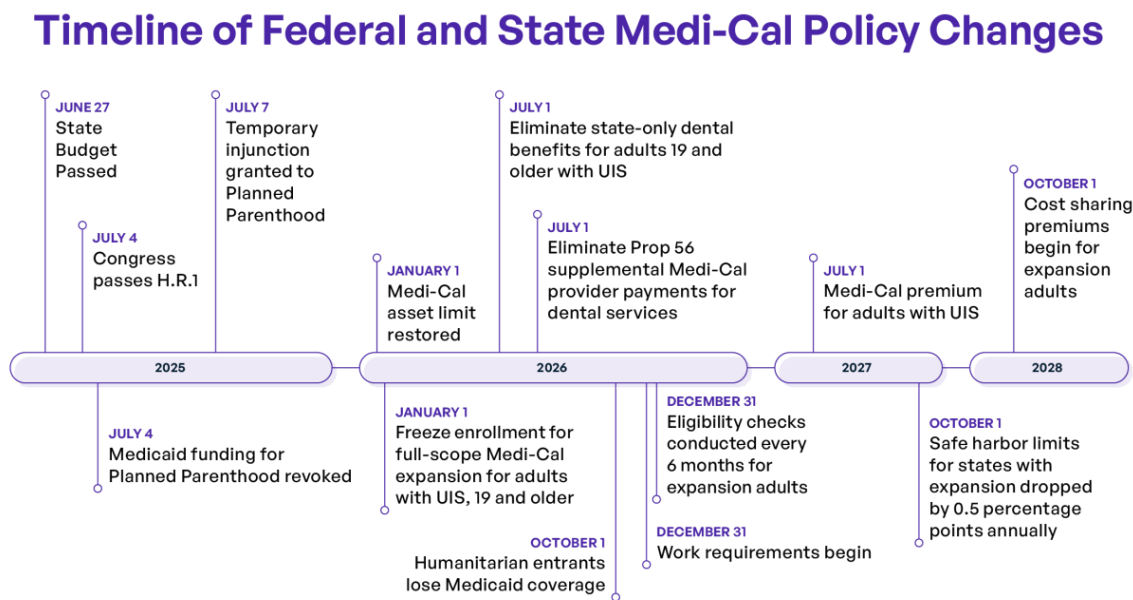 Timeline of Federal and State Medi-Cal Policy Changes
JUNE 27
State
Budget
Passed
JULY 4
Congress
passes H.R.1
JULY 7
Temporary
injunction
granted to
Planned
Parenthood
JANUARY 1
Medi-Cal
asset limit
restored
JULY 1
Eliminate state-only dental
benefits for adults 19 and
older with UIS
JULY 1
Eliminate Prop 56
supplemental Medi-Cal
provider payments for
dental services
JULY 1
Medi-Cal premium
for adults with UIS
OCTOBER 1
Cost sharing
premiums
begin for
expansion
adults
2025
2026
2027
2028
JULY 4
Medicaid funding for
Planned Parenthood revoked
JANUARY 1
Freeze enrollment for
full-scope Medi-Cal
expansion for adults
with UIS, 19 and older
OCTOBER 1
Humanitarian entrants
lose Medicaid coverage
DECEMBER 31
Eligibility checks
conducted every
6 months for
expansion adults
DECEMBER 31
Work requirements begin
OCTOBER 1
Safe harbor limits
for states with
expansion dropped
by 0.5 percentage
points annually